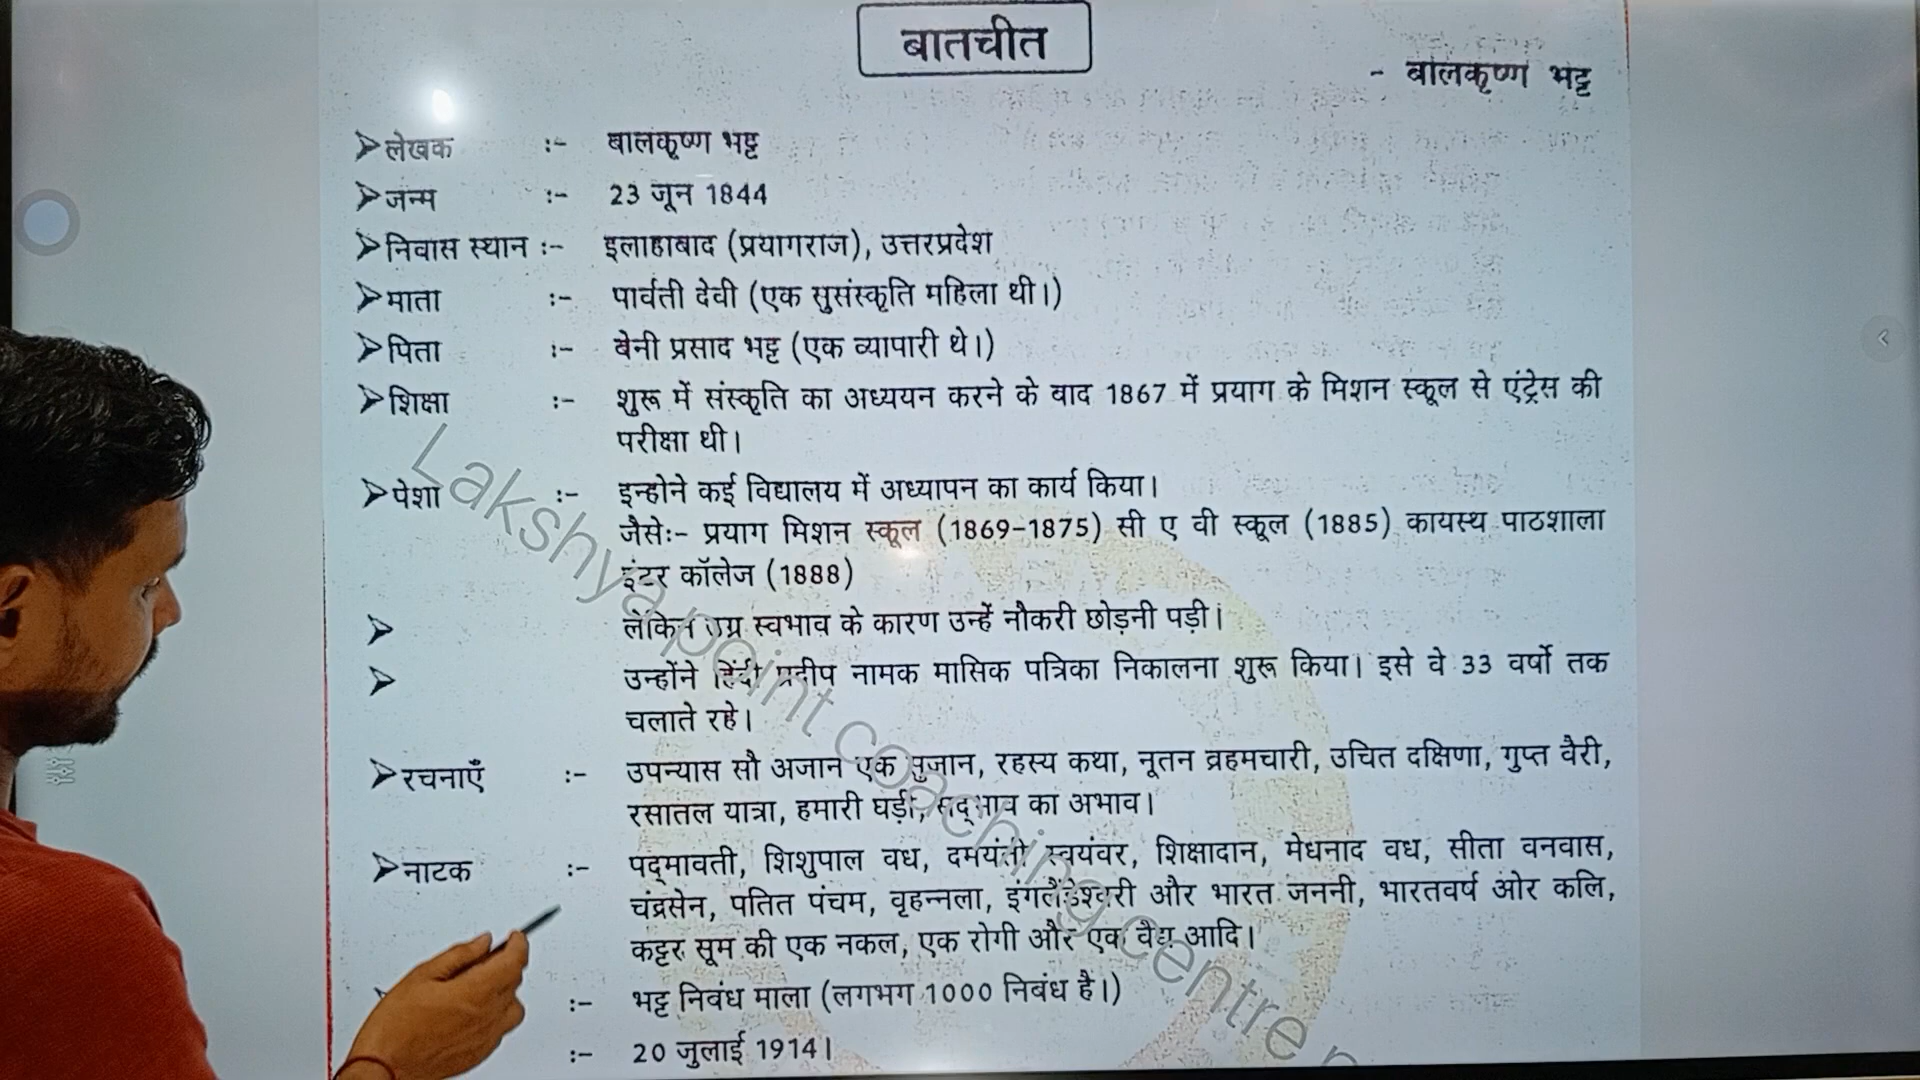 बातचीत
- बालकृष्ण भट्ट
➢लेखक :- बालकृष्ण भट्ट
➢जन्म :- 23 जून 1844
➢निवास स्थान :- इलाहाबाद (प्रयागराज), उत्तरप्रदेश
➢माता :- पार्वती देवी (एक सुसंस्कृति महिला थी।)
➢पिता :- बेनी प्रसाद भट्ट (एक व्यापारी थे।)
➢शिक्षा :- शुरू में संस्कृति का अध्ययन करने के बाद 1867 में प्रयाग के मिशन स्कूल से एंट्रेस की
परीक्षा थी।
➢पेशा :- इन्होने कई विद्यालय में अध्यापन का कार्य किया।
जैसेः- प्रयाग मिशन स्कूल (1869-1875) सी ए वी स्कूल (1885) कायस्थ पाठशाला
इंटर कॉलेज (1888)
➢ लेकिन उग्र स्वभाव के कारण उन्हें नौकरी छोड़नी पड़ी।
➢ उन्होंने हिंदी प्रदीप नामक मासिक पत्रिका निकालना शुरू किया। इसे वे 33 वर्षो तक
चलाते रहे।
➢रचनाएँ :- उपन्यास सौ अजान एक सुजान, रहस्य कथा, नूतन व्रहमचारी, उचित दक्षिणा, गुप्त वैरी,
रसातल यात्रा, हमारी घड़ी, सद्भाव का अभाव।
➢नाटक :- पद्मावती, शिशुपाल वध, दमयंती स्वयंवर, शिक्षादान, मेधनाद वध, सीता वनवास,
चंद्रसेन, पतित पंचम, वृहन्नला, इंगलैंडेश्वरी और भारत जननी, भारतवर्ष ओर कलि,
कट्टर सूम की एक नकल, एक रोगी और एक वैद्य आदि।
:- भट्ट निबंध माला (लगभग 1000 निबंध है।)
:- 20 जुलाई 1914।
Lakshya point coaching centre